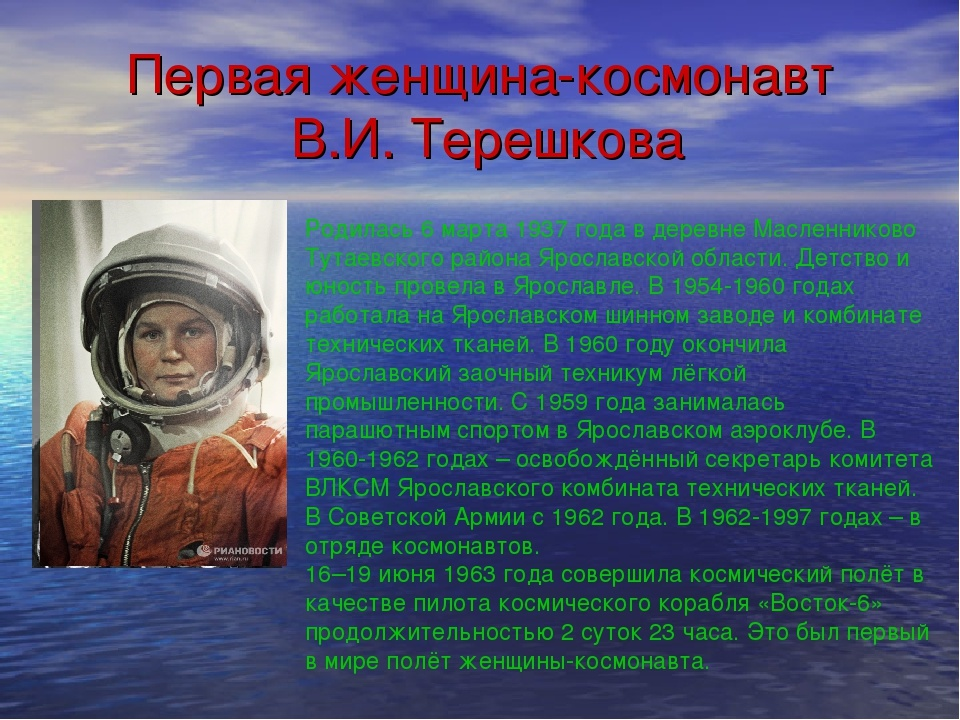 Первая женщина-космонавт
В.И. Терешкова
Родилась 6 марта 1937 года в деревне Масленниково
Тутаевского района Ярославской области. Детство и
юность провела в Ярославле. В 1954-1960 годах
работала на Ярославском шинном заводе и комбинате
технических тканей. В 1960 году окончила
Ярославский заочный техникум лёгкой
промышленности. С 1959 года занималась
парашютным спортом в Ярославском аэроклубе. В
1960-1962 годах – освобождённый секретарь комитета
ВЛКСМ Ярославского комбината технических тканей.
В Советской Армии с 1962 года. В 1962-1997 годах – в
отряде космонавтов.
16–19 июня 1963 года совершила космический полёт в
качестве пилота космического корабля «Восток-6»
продолжительностью 2 суток 23 часа. Это был первый
в мире полёт женщины-космонавта.
РИАНОВОСТИ
www.rian.ru